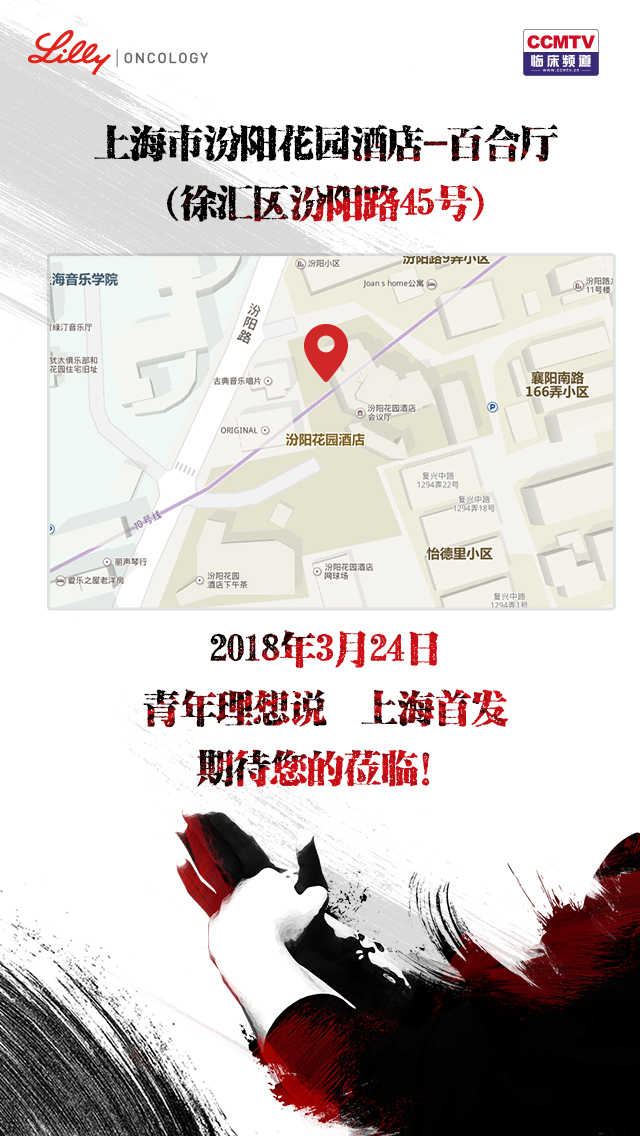 Lilly | ONCOLOGY
CCMTV
临床频道
www.ccmtv.cn
上海市汾阳花园酒店-百合厅
(徐汇区汾阳路45号)
汾阳路9弄小区
汾阳小区
海音乐学院
Joan s home公寓
11号楼
汾阳路
绿汀音乐厅
犹太俱乐部和
花园住宅旧址
古典音乐唱片
襄阳南路
166弄小区
汾阳花园酒店
会议厅
P
ORIGINAL
汾阳花园酒店
复兴中路
1294弄22号
复兴中路
1294弄18号
10号线
怡德里小区
丽声琴行
爱乐之屋老洋房
汾阳花园
酒店下午茶
汾阳花园酒店
网球场
复兴中路
1294弄1号
2018年3月24日
青年理想说 上海首发
期待您的莅临!